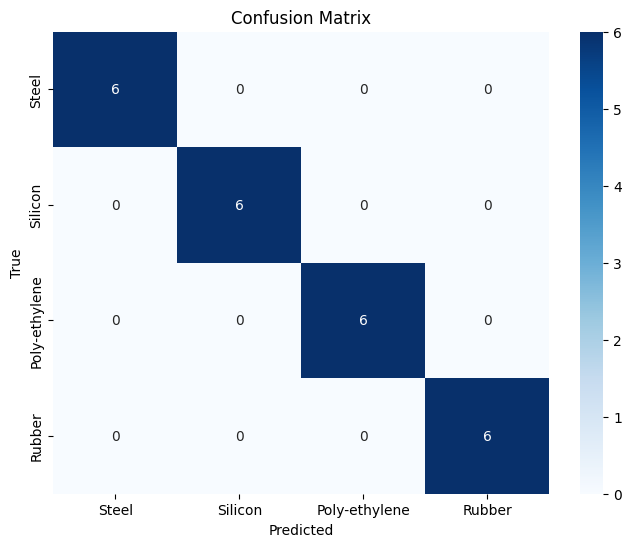 Confusion Matrix
True
Steel 6 0 0 0
Silicon 0 6 0 0
Poly-ethylene 0 0 6 0
Rubber 0 0 0 6
Steel Silicon Poly-ethylene Rubber
Predicted
6
5
4
3
2
1
0